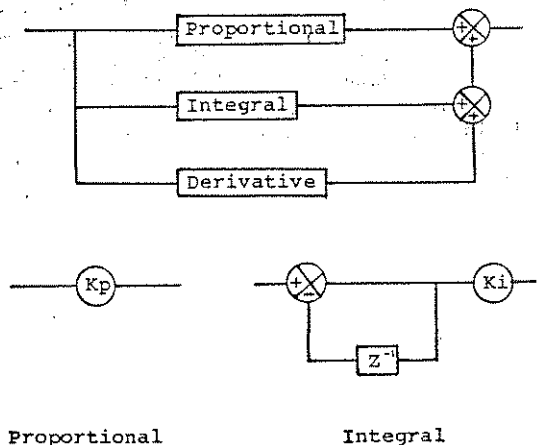 Proportional
+
+
Integral
+
+
Derivative
Kp
+
-
Ki
Z⁻¹
Proportional Integral